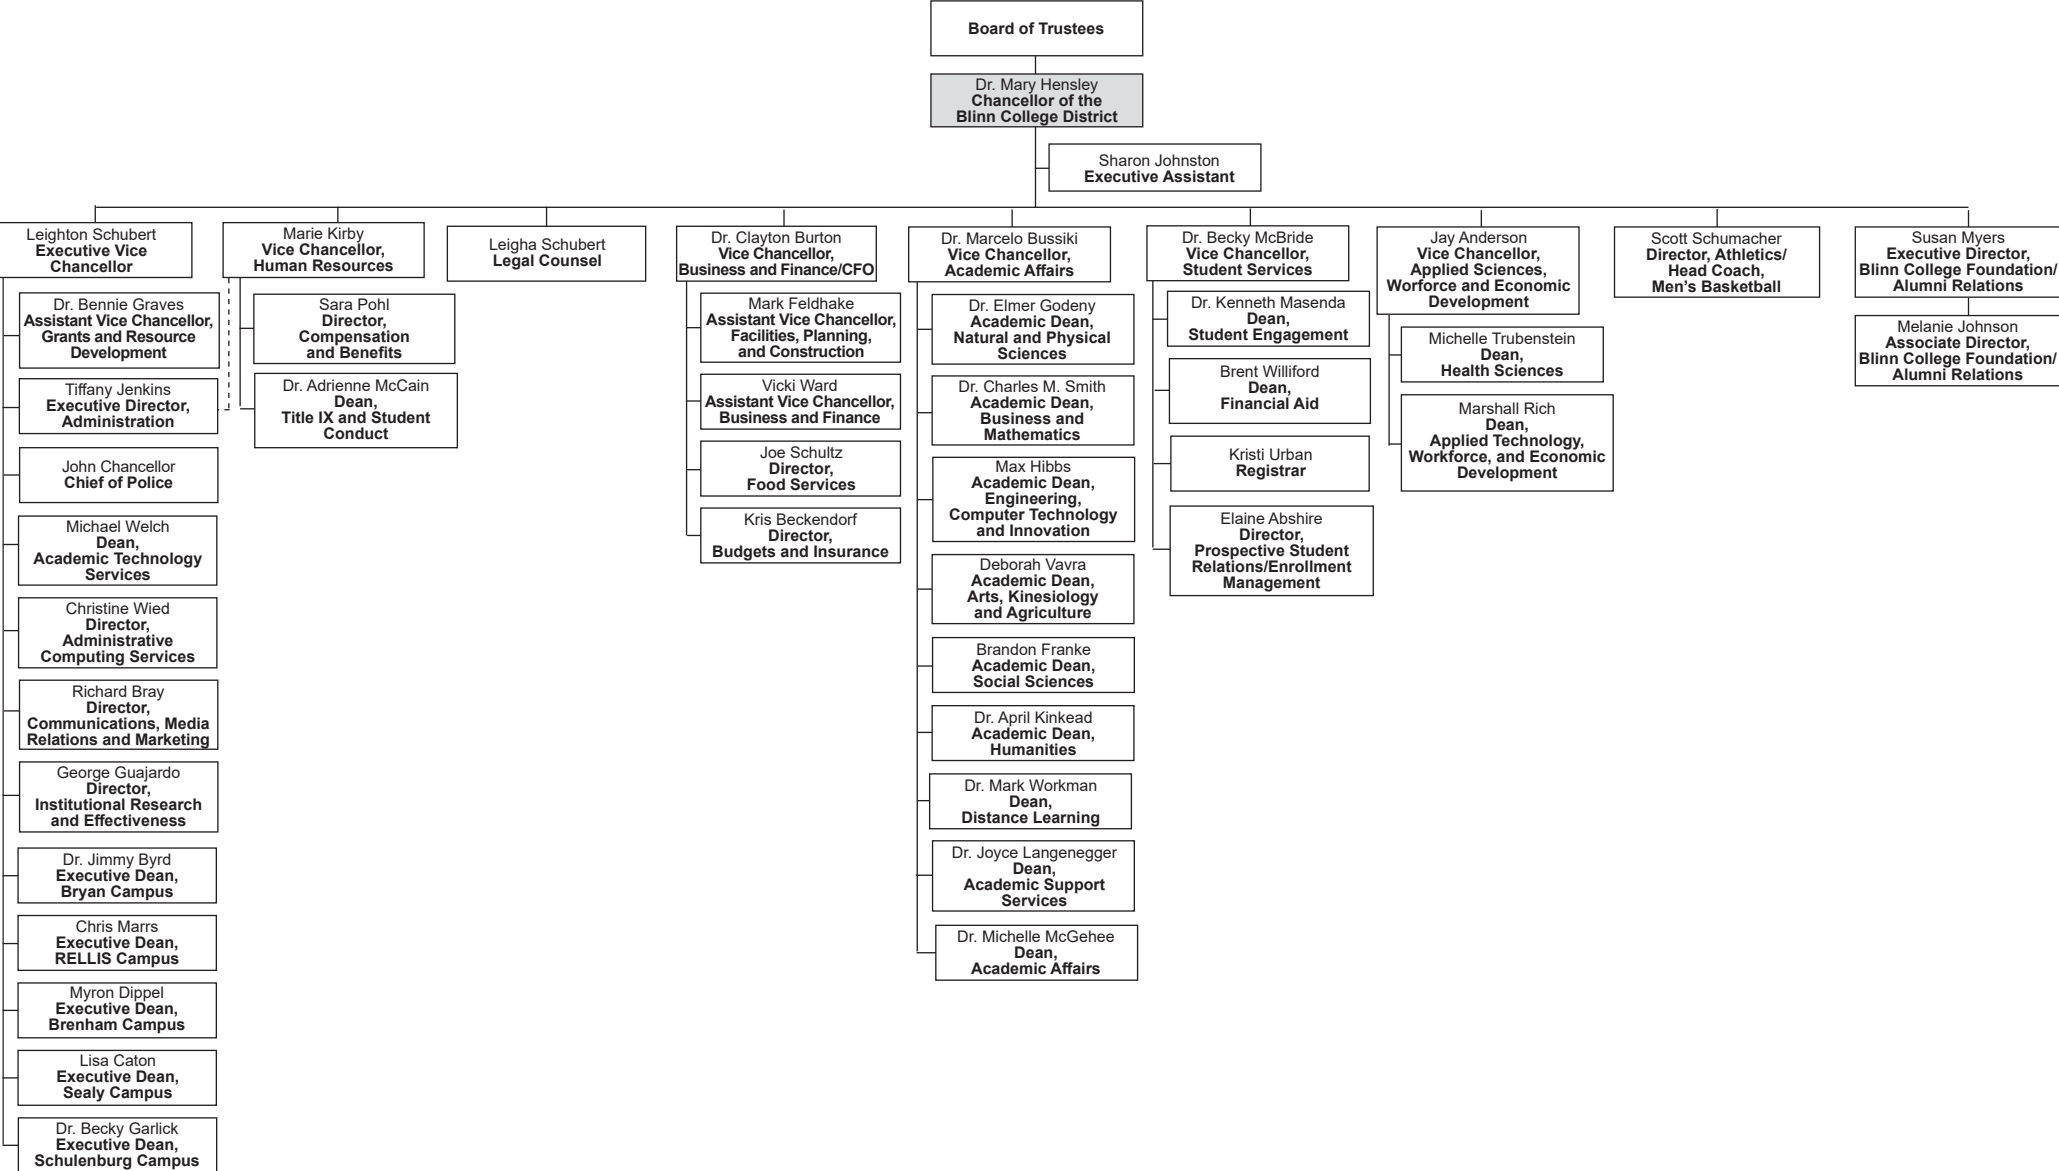 Board of Trustees
Dr. Mary Hensley
Chancellor of the
Blinn College District
Sharon Johnston
Executive Assistant
Leighton Schubert
Executive Vice
Chancellor
Dr. Bennie Graves
Assistant Vice Chancellor,
Grants and Resource
Development
Tiffany Jenkins
Executive Director,
Administration
John Chancellor
Chief of Police
Michael Welch
Dean,
Academic Technology
Services
Christine Wied
Director,
Administrative
Computing Services
Richard Bray
Director,
Communications, Media
Relations and Marketing
George Guajardo
Director,
Institutional Research
and Effectiveness
Dr. Jimmy Byrd
Executive Dean,
Bryan Campus
Chris Marrs
Executive Dean,
RELLIS Campus
Myron Dippel
Executive Dean,
Brenham Campus
Lisa Caton
Executive Dean,
Sealy Campus
Dr. Becky Garlick
Executive Dean,
Schulenburg Campus
Marie Kirby
Vice Chancellor,
Human Resources
Sara Pohl
Director,
Compensation
and Benefits
Dr. Adrienne McCain
Dean,
Title IX and Student
Conduct
Leigha Schubert
Legal Counsel
Dr. Clayton Burton
Vice Chancellor,
Business and Finance/CFO
Mark Feldhake
Assistant Vice Chancellor,
Facilities, Planning,
and Construction
Vicki Ward
Assistant Vice Chancellor,
Business and Finance
Joe Schultz
Director,
Food Services
Kris Beckendorf
Director,
Budgets and Insurance
Dr. Marcelo Bussiki
Vice Chancellor,
Academic Affairs
Dr. Elmer Godeny
Academic Dean,
Natural and Physical
Sciences
Dr. Charles M. Smith
Academic Dean,
Business and
Mathematics
Max Hibbs
Academic Dean,
Engineering,
Computer Technology
and Innovation
Deborah Vavra
Academic Dean,
Arts, Kinesiology
and Agriculture
Brandon Franke
Academic Dean,
Social Sciences
Dr. April Kinkead
Academic Dean,
Humanities
Dr. Mark Workman
Dean,
Distance Learning
Dr. Joyce Langenegger
Dean,
Academic Support
Services
Dr. Michelle McGehee
Dean,
Academic Affairs
Dr. Becky McBride
Vice Chancellor,
Student Services
Dr. Kenneth Masenda
Dean,
Student Engagement
Brent Williford
Dean,
Financial Aid
Kristi Urban
Registrar
Elaine Abshire
Director,
Prospective Student
Relations/Enrollment
Management
Jay Anderson
Vice Chancellor,
Applied Sciences,
Worforce and Economic
Development
Michelle Trubenstein
Dean,
Health Sciences
Marshall Rich
Dean,
Applied Technology,
Workforce, and Economic
Development
Scott Schumacher
Director, Athletics/
Head Coach,
Men’s Basketball
Susan Myers
Executive Director,
Blinn College Foundation/
Alumni Relations
Melanie Johnson
Associate Director,
Blinn College Foundation/
Alumni Relations